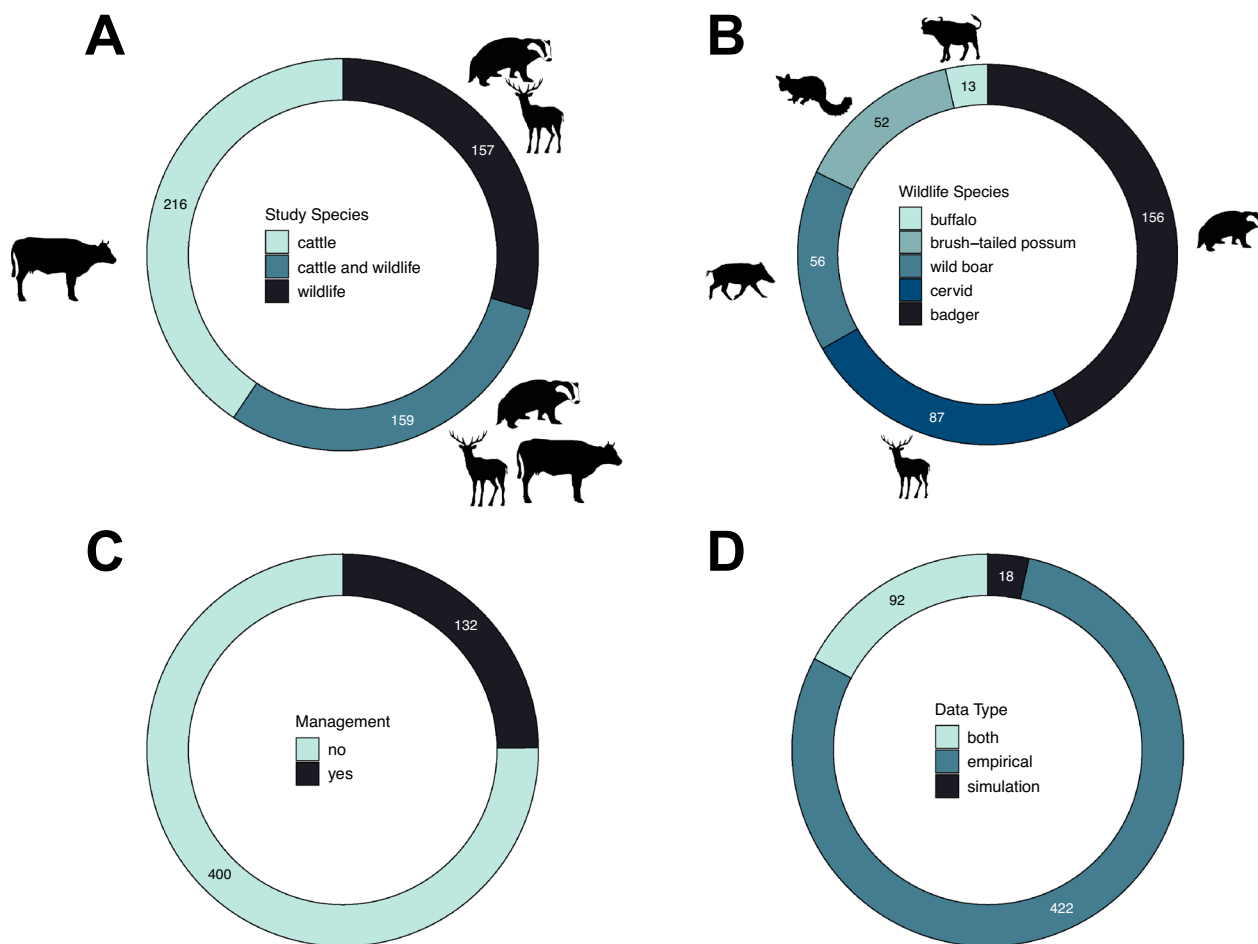 A
157
216
Study Species
cattle
cattle and wildlife
wildlife
159
B
13
52
156
Wildlife Species
buffalo
brush−tailed possum
wild boar
cervid
badger
56
87
C
132
Management
no
yes
400
D
18
92
Data Type
both
empirical
simulation
422